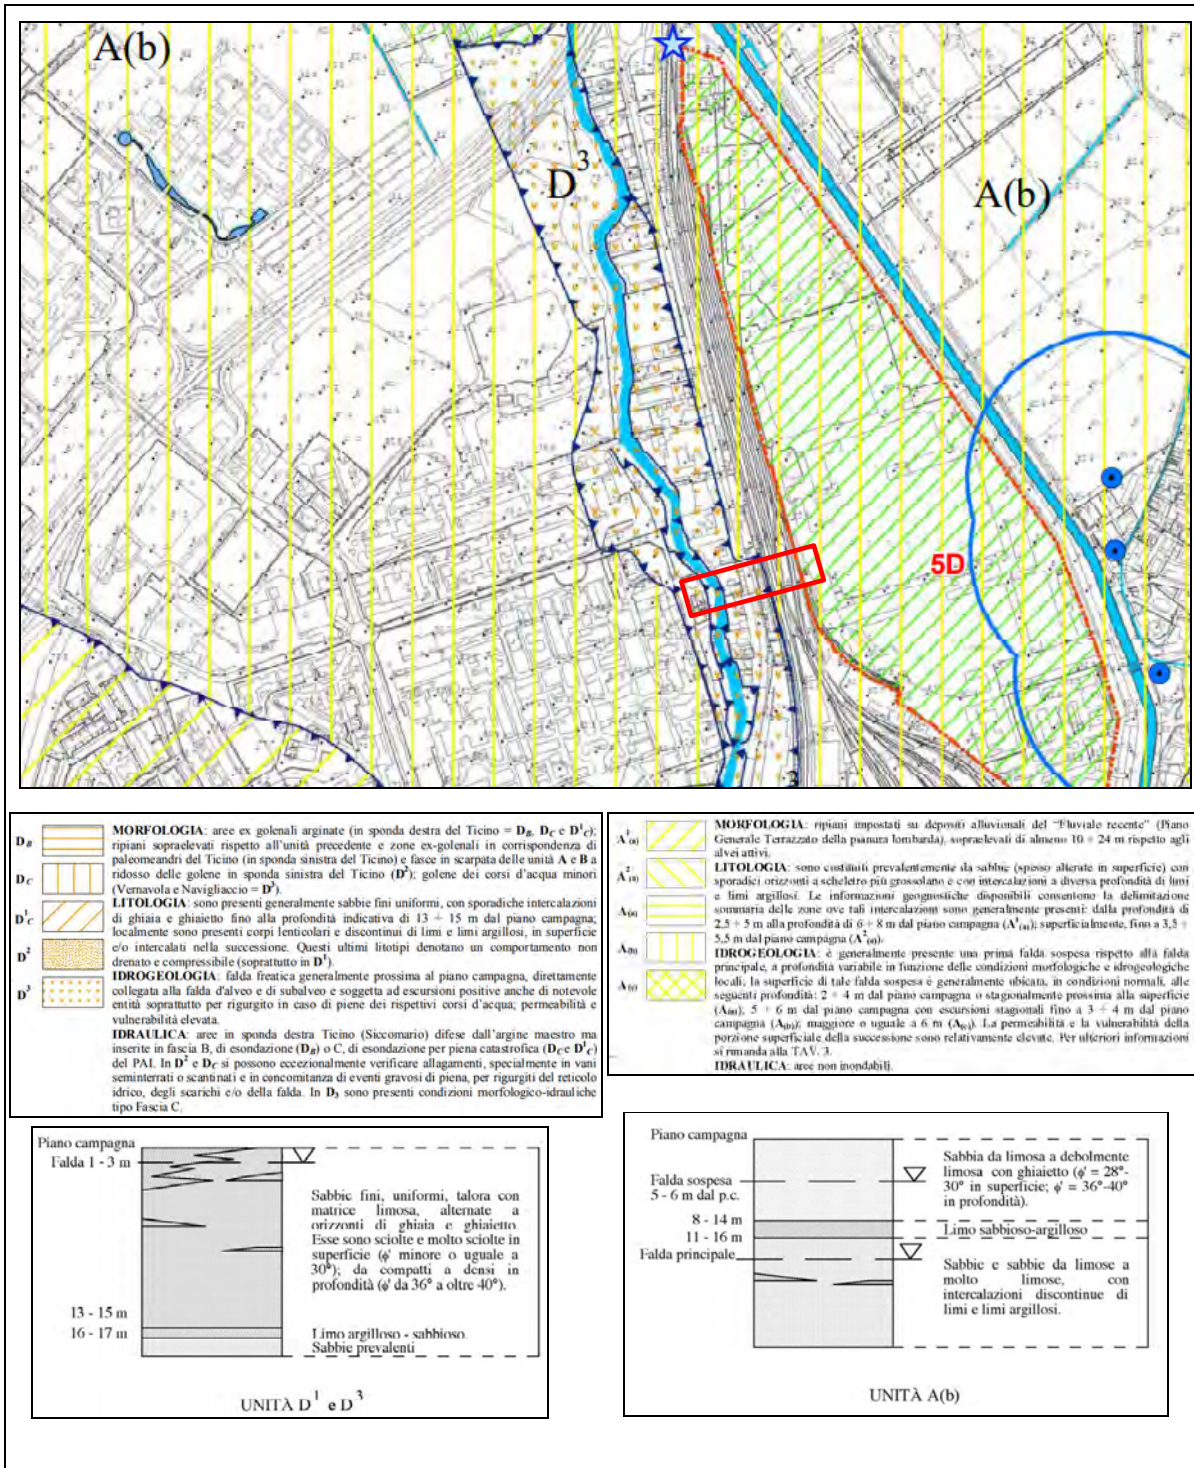 A(b)
D³
A(b)
5D
3
D_B
D_C
D¹_C
D²
D³
MORFOLOGIA: aree ex golenali arginate (in sponda destra del Ticino = D_B, D_C e D¹_C);
ripiani sopraelevati rispetto all'unità precedente e zone ex-golenali in corrispondenza di
paleomeandri del Ticino (in sponda sinistra del Ticino) e fasce in scarpata delle unità A e B a
ridosso delle golene in sponda sinistra del Ticino (D²); golene dei corsi d'acqua minori
(Vernavola e Navigliaccio = D³).
LITOLOGIA: sono presenti generalmente sabbie fini uniformi, con sporadiche intercalazioni
di ghiaia e ghiaietto fino alla profondità indicativa di 13 ÷ 15 m dal piano campagna;
localmente sono presenti corpi lenticolari e discontinui di limi e limi argillosi, in superficie
e/o intercalati nella successione. Questi ultimi litotipi denotano un comportamento non
drenato e compressibile (soprattutto in D¹).
IDROGEOLOGIA: falda freatica generalmente prossima al piano campagna, direttamente
collegata alla falda d'alveo e di subalveo e soggetta ad escursioni positive anche di notevole
entità soprattutto per rigurgito in caso di piene dei rispettivi corsi d'acqua; permeabilità e
vulnerabilità elevata.
IDRAULICA: aree in sponda destra Ticino (Siccomario) difese dall'argine maestro ma
inserite in fascia B, di esondazione (D_B) o C, di esondazione per piena catastrofica (D_C e D¹_C)
del PAI. In D² e D_C si possono eccezionalmente verificare allagamenti, specialmente in vani
seminterrati o scantinati e in concomitanza di eventi gravosi di piena, per rigurgiti del reticolo
idrico, degli scarichi e/o della falda. In D₃ sono presenti condizioni morfologico-idrauliche
tipo Fascia C.
A¹(a)
A²(a)
A(a)
A(b)
A(c)
MORFOLOGIA: ripiani impostati su depositi alluvionali del "Fluviale recente" (Piano
Generale Terrazzato della pianura lombarda), sopraelevati di almeno 10 ÷ 24 m rispetto agli
alvei attivi.
LITOLOGIA: sono costituiti prevalentemente da sabbie (spesso alterate in superficie) con
sporadici orizzonti a scheletro più grossolano e con intercalazioni a diversa profondità di limi
e limi argillosi. Le informazioni geognostiche disponibili consentono la delimitazione
sommaria delle zone ove tali intercalazioni sono generalmente presenti: dalla profondità di
2,5 ÷ 5 m alla profondità di 6 ÷ 8 m dal piano campagna (A¹(a)); superficialmente, fino a 3,5 ÷
5,5 m dal piano campagna (A²(a)).
IDROGEOLOGIA: è generalmente presente una prima falda sospesa rispetto alla falda
principale, a profondità variabile in funzione delle condizioni morfologiche e idrogeologiche
locali; la superficie di tale falda sospesa è generalmente ubicata, in condizioni normali, alle
seguenti profondità: 2 ÷ 4 m dal piano campagna o stagionalmente prossima alla superficie
(A(a)); 5 ÷ 6 m dal piano campagna con escursioni stagionali fino a 3 ÷ 4 m dal piano
campagna (A(b)); maggiore o uguale a 6 m (A(c)). La permeabilità e la vulnerabilità della
porzione superficiale della successione sono relativamente elevate. Per ulteriori informazioni
si rimanda alla TAV. 3.
IDRAULICA: aree non inondabili.
Piano campagna
Falda 1 - 3 m
Sabbie fini, uniformi, talora con
matrice limosa, alternate a
orizzonti di ghiaia e ghiaietto.
Esse sono sciolte e molto sciolte in
superficie (ϕ' minore o uguale a
30°); da compatti a densi in
profondità (ϕ' da 36° a oltre 40°).
13 - 15 m
16 - 17 m
Limo argilloso - sabbioso.
Sabbie prevalenti
UNITÀ D¹ e D³
Piano campagna
Falda sospesa
5 - 6 m dal p.c.
8 - 14 m
11 - 16 m
Falda principale
Sabbia da limosa a debolmente
limosa con ghiaietto (ϕ' = 28°-
30° in superficie; ϕ' = 36°-40°
in profondità).
Limo sabbioso-argilloso
Sabbie e sabbie da limose a
molto limose, con
intercalazioni discontinue di
limi e limi argillosi.
UNITÀ A(b)